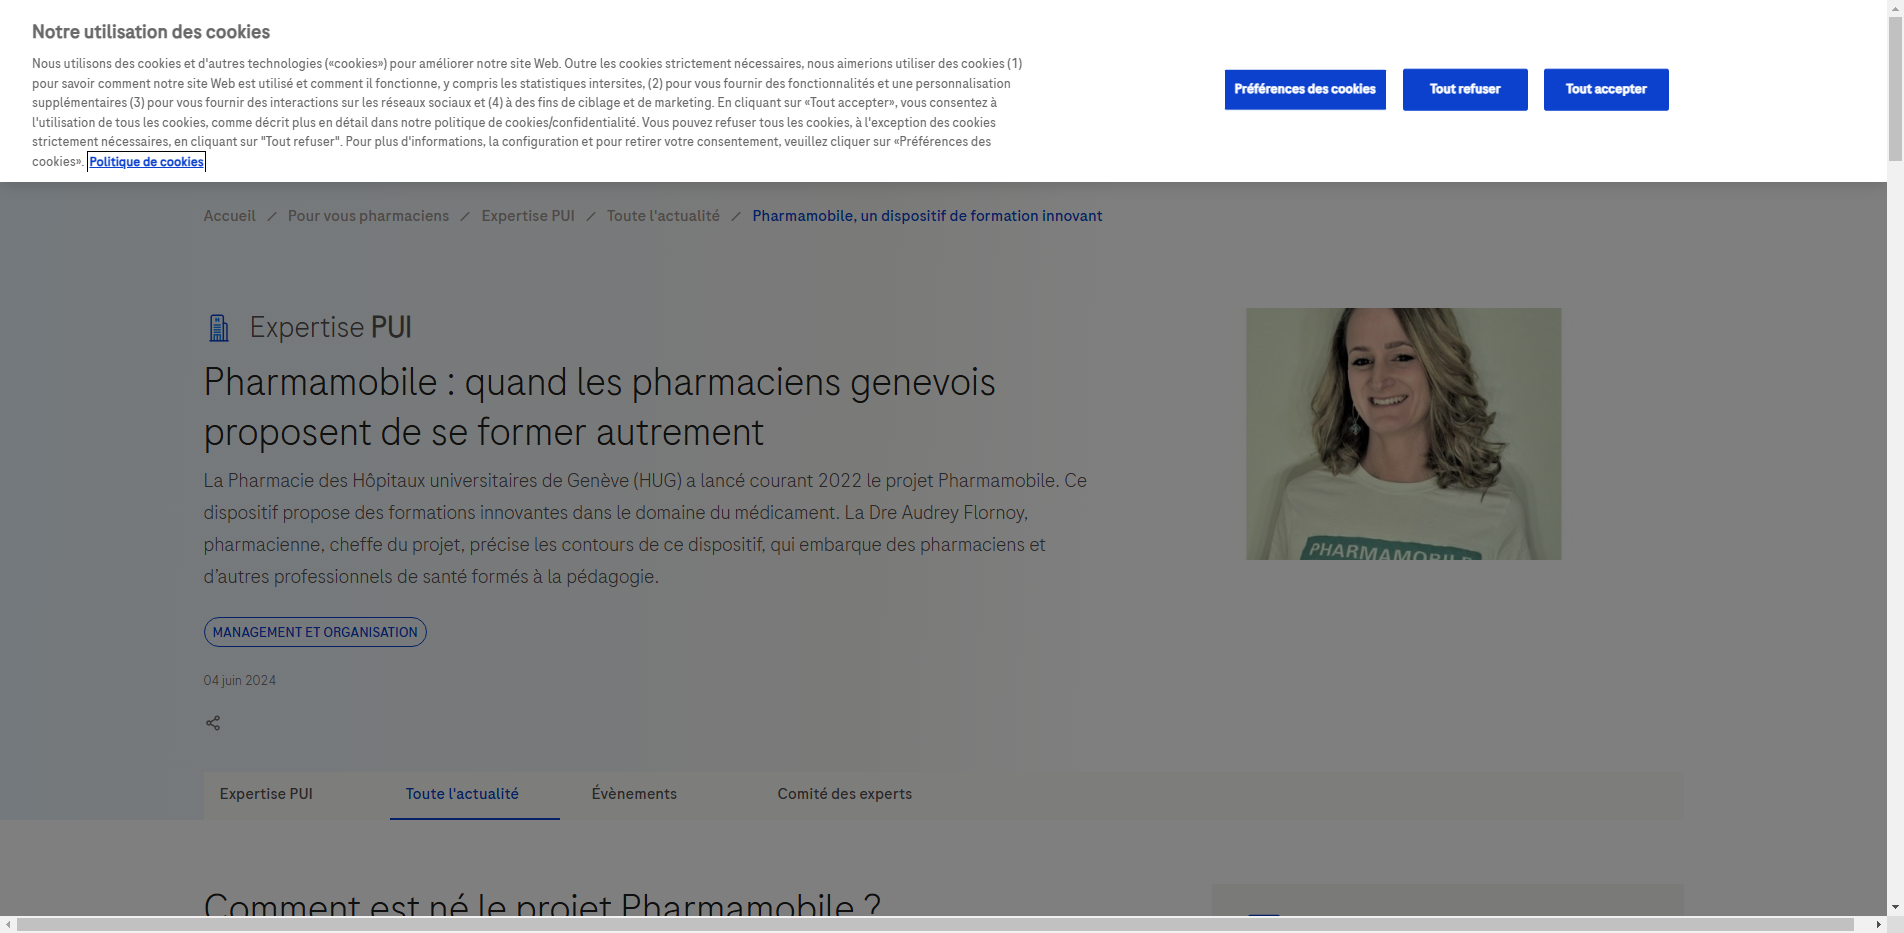 Notre utilisation des cookies
Nous utilisons des cookies et d'autres technologies («cookies») pour améliorer notre site Web. Outre les cookies strictement nécessaires, nous aimerions utiliser des cookies (1)
pour savoir comment notre site Web est utilisé et comment il fonctionne, y compris les statistiques intersites, (2) pour vous fournir des fonctionnalités et une personnalisation
supplémentaires (3) pour vous fournir des interactions sur les réseaux sociaux et (4) à des fins de ciblage et de marketing. En cliquant sur «Tout accepter», vous consentez à
l'utilisation de tous les cookies, comme décrit plus en détail dans notre politique de cookies/confidentialité. Vous pouvez refuser tous les cookies, à l'exception des cookies
strictement nécessaires, en cliquant sur "Tout refuser". Pour plus d'informations, la configuration et pour retirer votre consentement, veuillez cliquer sur «Préférences des
cookies». Politique de cookies
Préférences des cookies
Tout refuser
Tout accepter
Accueil / Pour vous pharmaciens / Expertise PUI / Toute l'actualité / Pharmamobile, un dispositif de formation innovant
Expertise PUI
Pharmamobile : quand les pharmaciens genevois
proposent de se former autrement
La Pharmacie des Hôpitaux universitaires de Genève (HUG) a lancé courant 2022 le projet Pharmamobile. Ce
dispositif propose des formations innovantes dans le domaine du médicament. La Dre Audrey Flornoy,
pharmacienne, cheffe du projet, précise les contours de ce dispositif, qui embarque des pharmaciens et
d’autres professionnels de santé formés à la pédagogie.
PHARMAMOBILE
MANAGEMENT ET ORGANISATION
04 juin 2024
Expertise PUI
Toute l'actualité
Évènements
Comité des experts
Comment est né le projet Pharmamobile ?